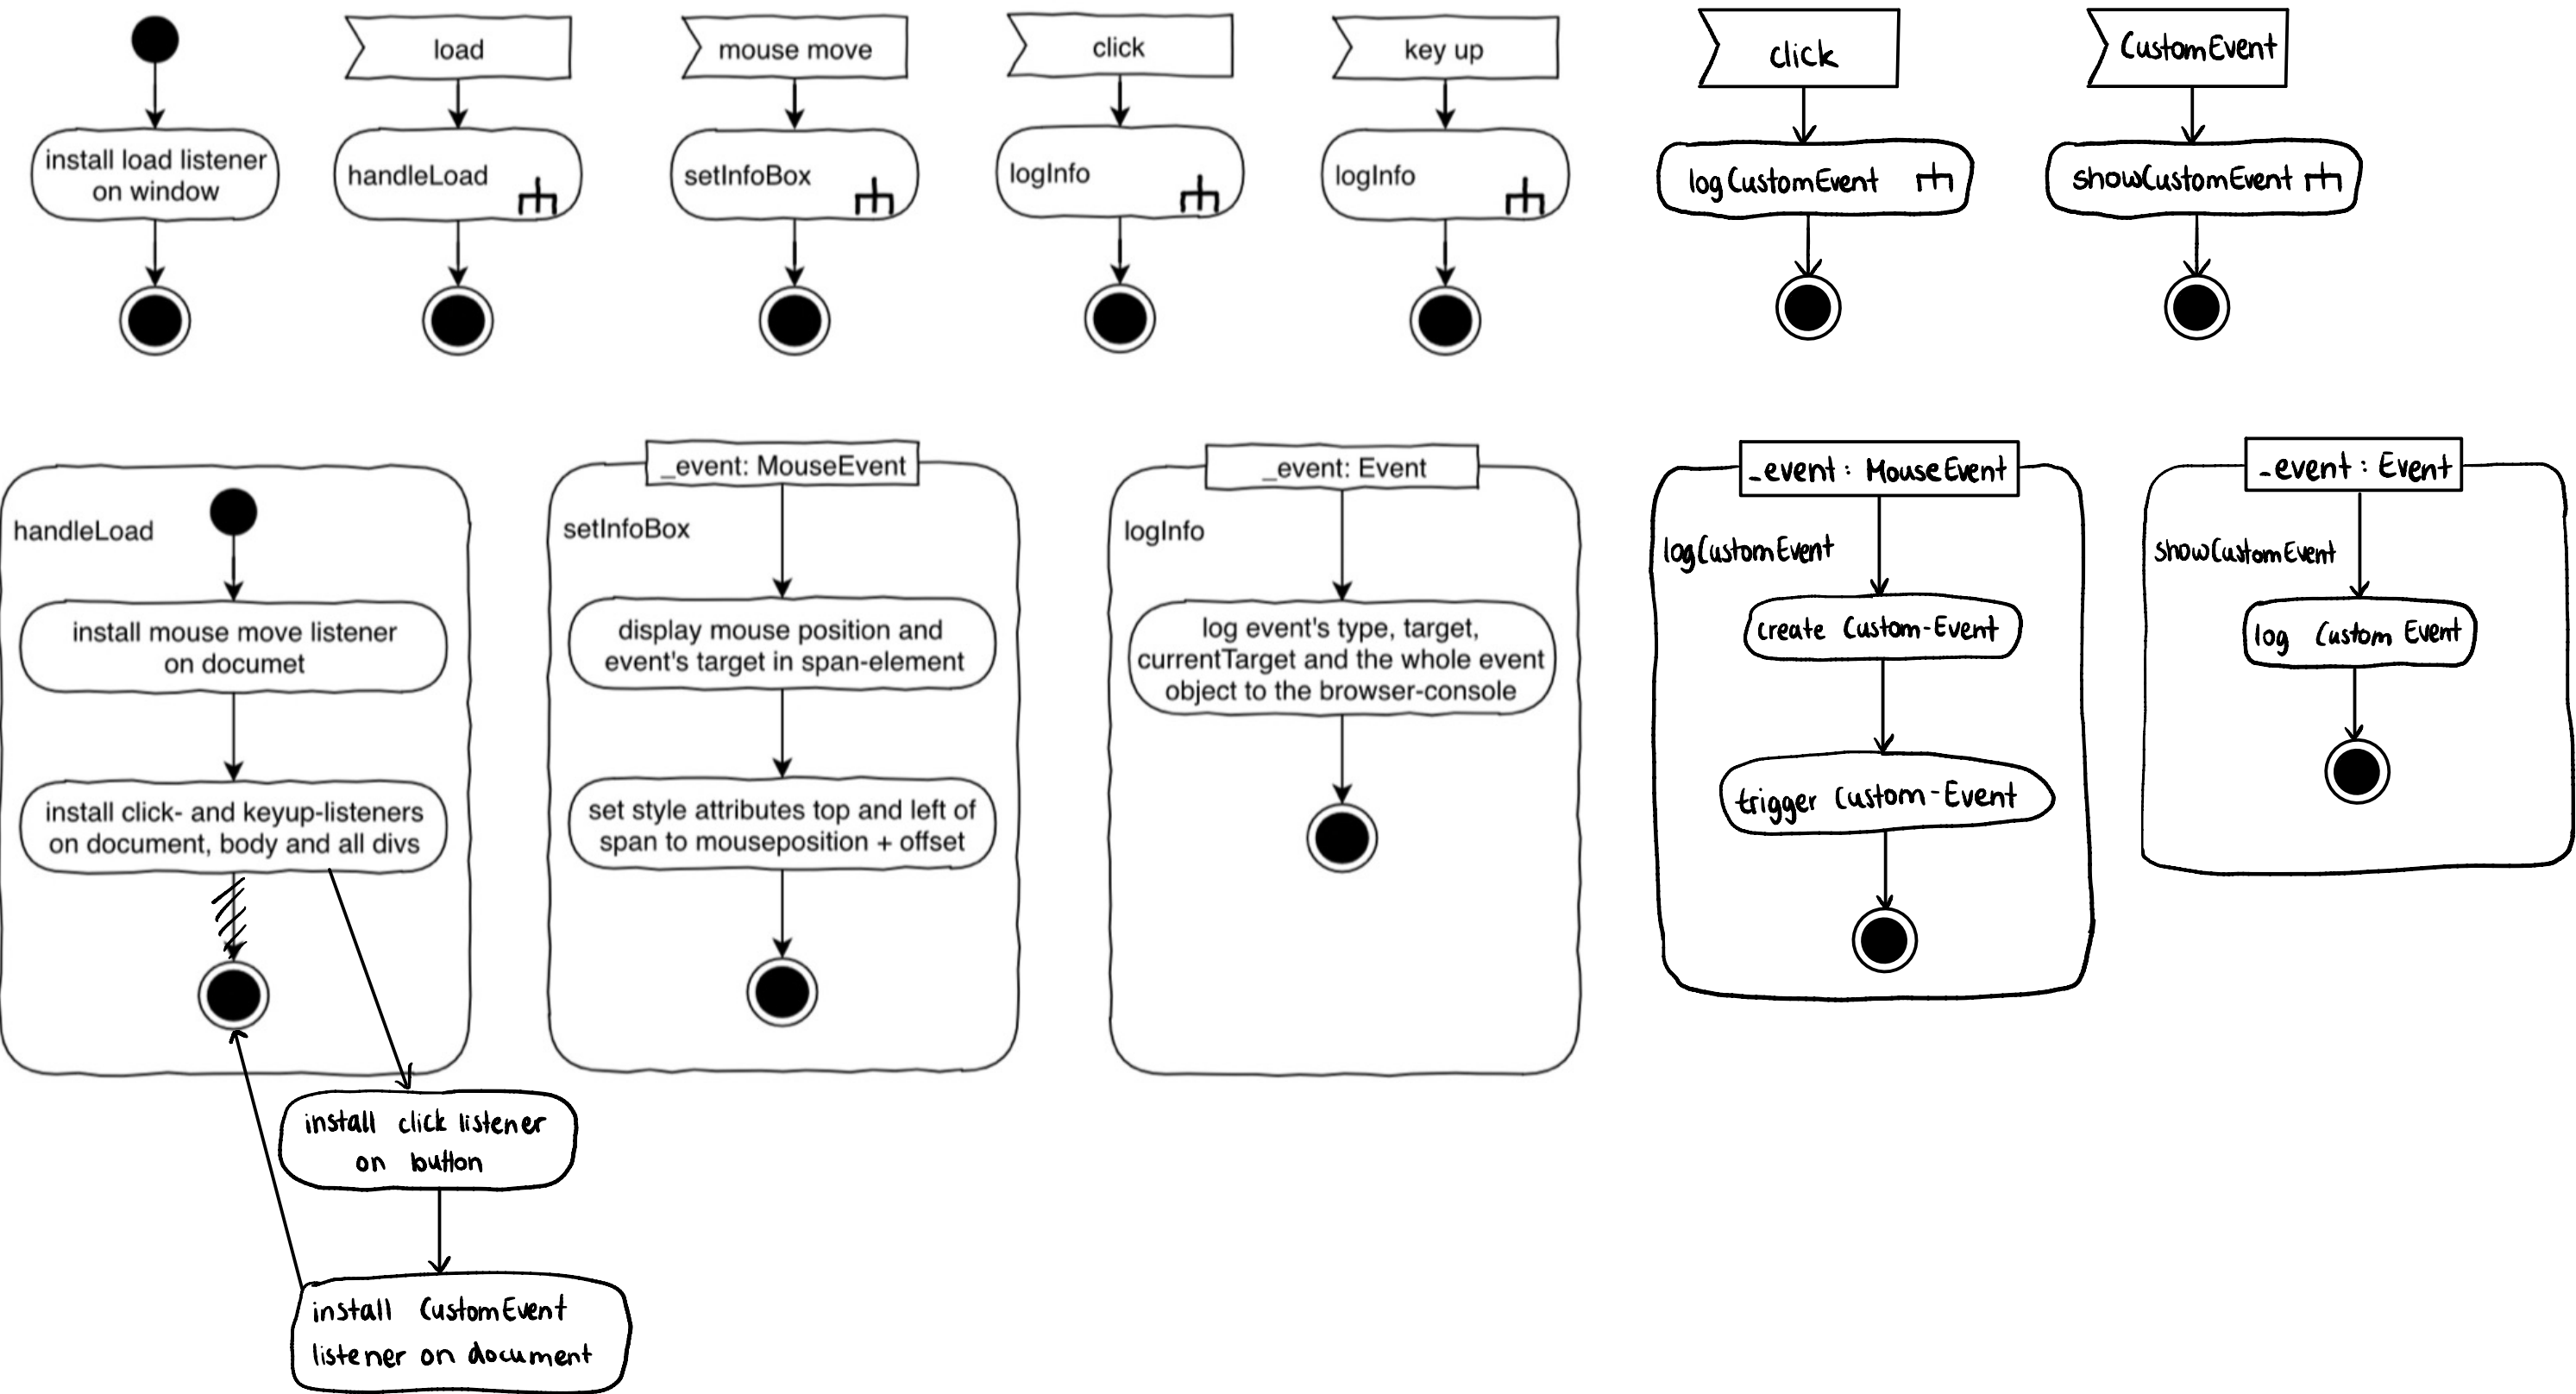 load
mouse move
click
key up
click
CustomEvent
install load listener
on window
handleLoad
setInfoBox
logInfo
logInfo
logCustomEvent
showCustomEvent
_event: MouseEvent
_event: Event
_event: MouseEvent
_event: Event
handleLoad
setInfoBox
logInfo
logCustomEvent
showCustomEvent
install mouse move listener
on documet
display mouse position and
event's target in span-element
log event's type, target,
currentTarget and the whole event
object to the browser-console
create Custom-Event
log Custom Event
install click- and keyup-listeners
on document, body and all divs
set style attributes top and left of
span to mouseposition + offset
trigger Custom-Event
install click listener
on button
install CustomEvent
listener on document